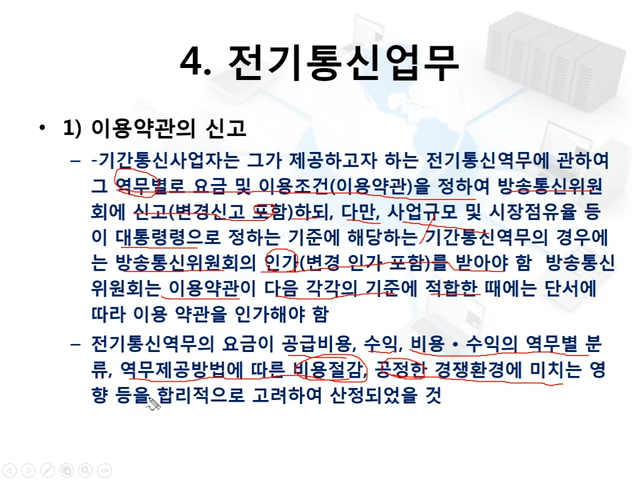 4. 전기통신업무
• 1) 이용약관의 신고
– -기간통신사업자는 그가 제공하고자 하는 전기통신역무에 관하여
그 역무별로 요금 및 이용조건(이용약관)을 정하여 방송통신위원
회에 신고(변경신고 포함)하되, 다만, 사업규모 및 시장점유율 등
이 대통령령으로 정하는 기준에 해당하는 기간통신역무의 경우에
는 방송통신위원회의 인가(변경 인가 포함)를 받아야 함 방송통신
위원회는 이용약관이 다음 각각의 기준에 적합한 때에는 단서에
따라 이용 약관을 인가해야 함
– 전기통신역무의 요금이 공급비용, 수익, 비용•수익의 역무별 분
류, 역무제공방법에 따른 비용절감, 공정한 경쟁환경에 미치는 영
향 등을 합리적으로 고려하여 산정되었을 것